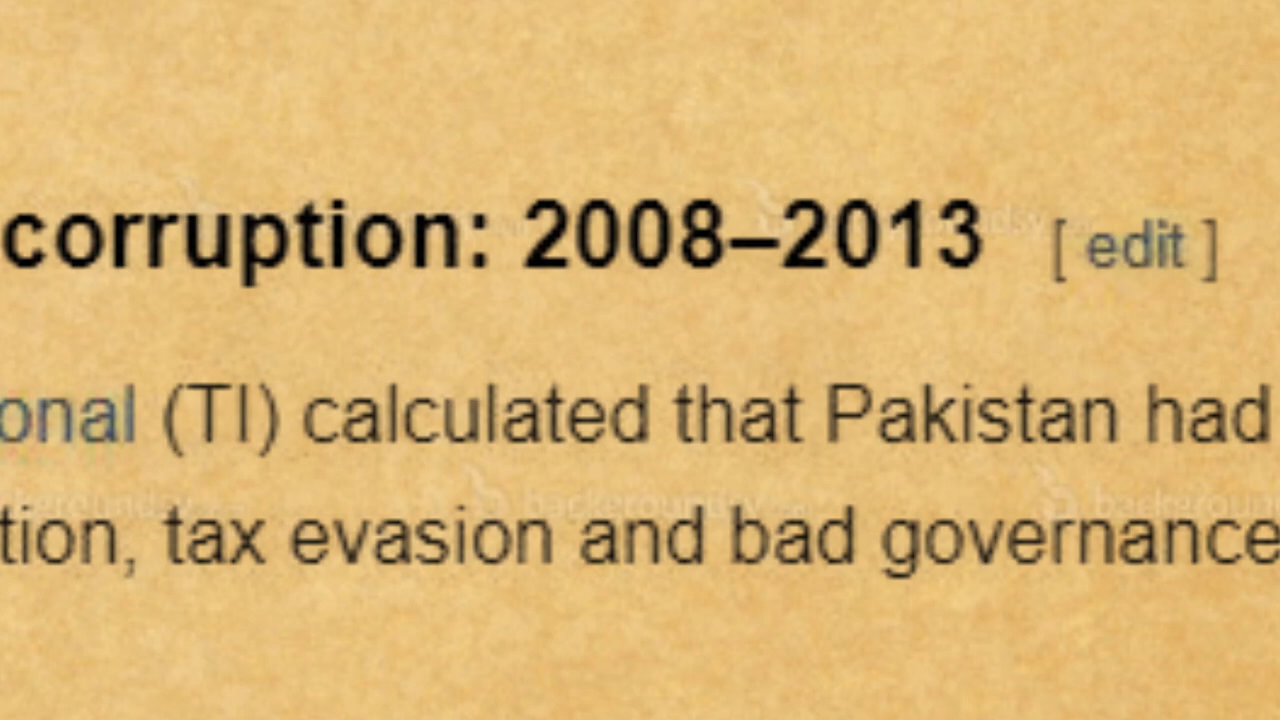 corruption: 2008–2013 [ edit ]
onal (TI) calculated that Pakistan had
tion, tax evasion and bad governance